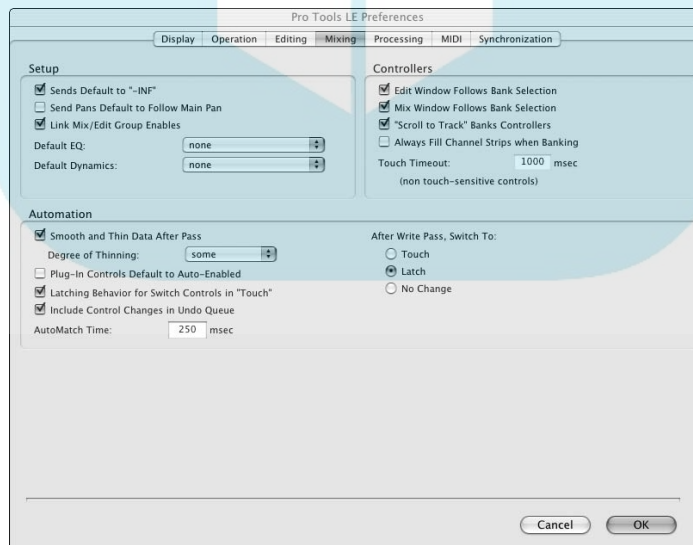 Pro Tools LE Preferences
Display Operation Editing Mixing Processing MIDI Synchronization
Setup
Sends Default to "-INF"
Send Pans Default to Follow Main Pan
Link Mix/Edit Group Enables
Default EQ: none
Default Dynamics: none
Controllers
Edit Window Follows Bank Selection
Mix Window Follows Bank Selection
"Scroll to Track" Banks Controllers
Always Fill Channel Strips when Banking
Touch Timeout: 1000 msec
(non touch-sensitive controls)
Automation
Smooth and Thin Data After Pass
Degree of Thinning: some
Plug-In Controls Default to Auto-Enabled
Latching Behavior for Switch Controls in "Touch"
Include Control Changes in Undo Queue
AutoMatch Time: 250 msec
After Write Pass, Switch To:
Touch
Latch
No Change
Cancel OK